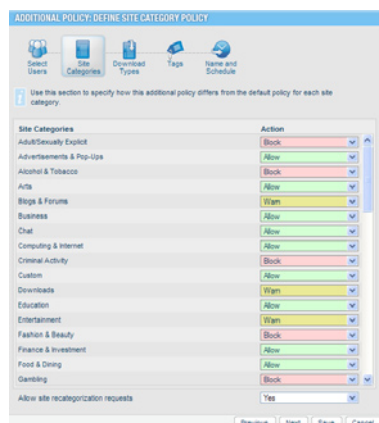 ADDITIONAL POLICY: DEFINE SITE CATEGORY POLICY
Select Users
Site Categories
Download Types
Tags
Name and Schedule
Use this section to specify how this additional policy differs from the default policy for each site
category.
Site Categories Action
Adult/Sexually Explicit Block
Advertisements & Pop-Ups Allow
Alcohol & Tobacco Block
Arts Allow
Blogs & Forums Warn
Business Allow
Chat Allow
Computing & Internet Allow
Criminal Activity Block
Custom Allow
Downloads Warn
Education Allow
Entertainment Warn
Fashion & Beauty Block
Finance & Investment Allow
Food & Dining Allow
Gambling Block
Allow site recategorization requests Yes
Previous Next Save Cancel